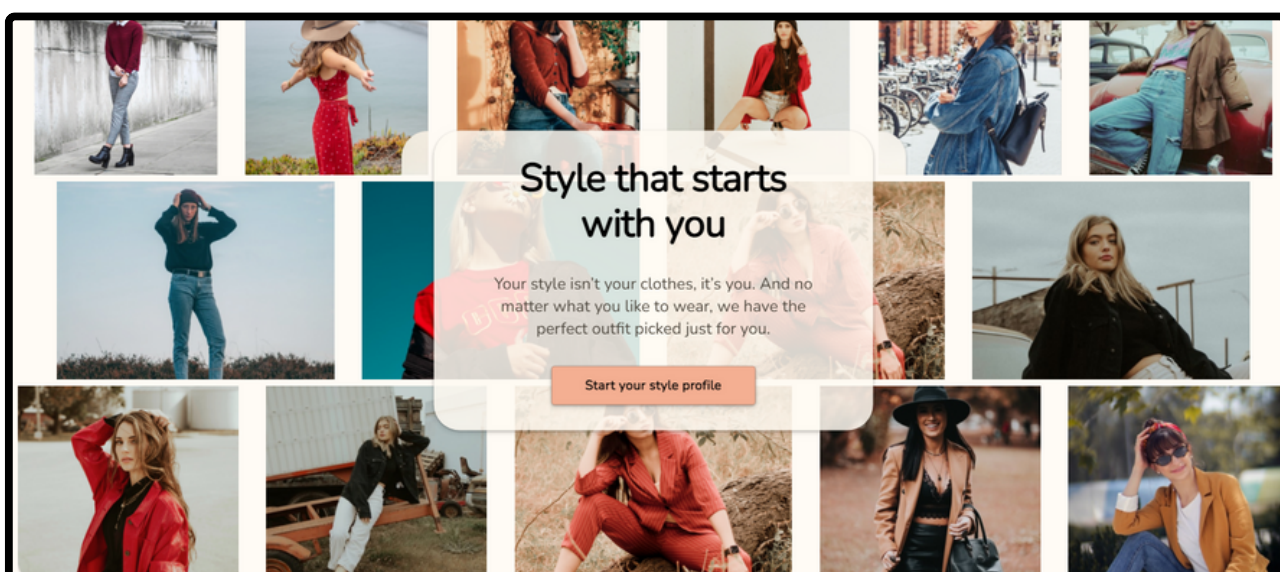 Style that starts
with you
Your style isn’t your clothes, it’s you. And no
matter what you like to wear, we have the
perfect outfit picked just for you.
Start your style profile